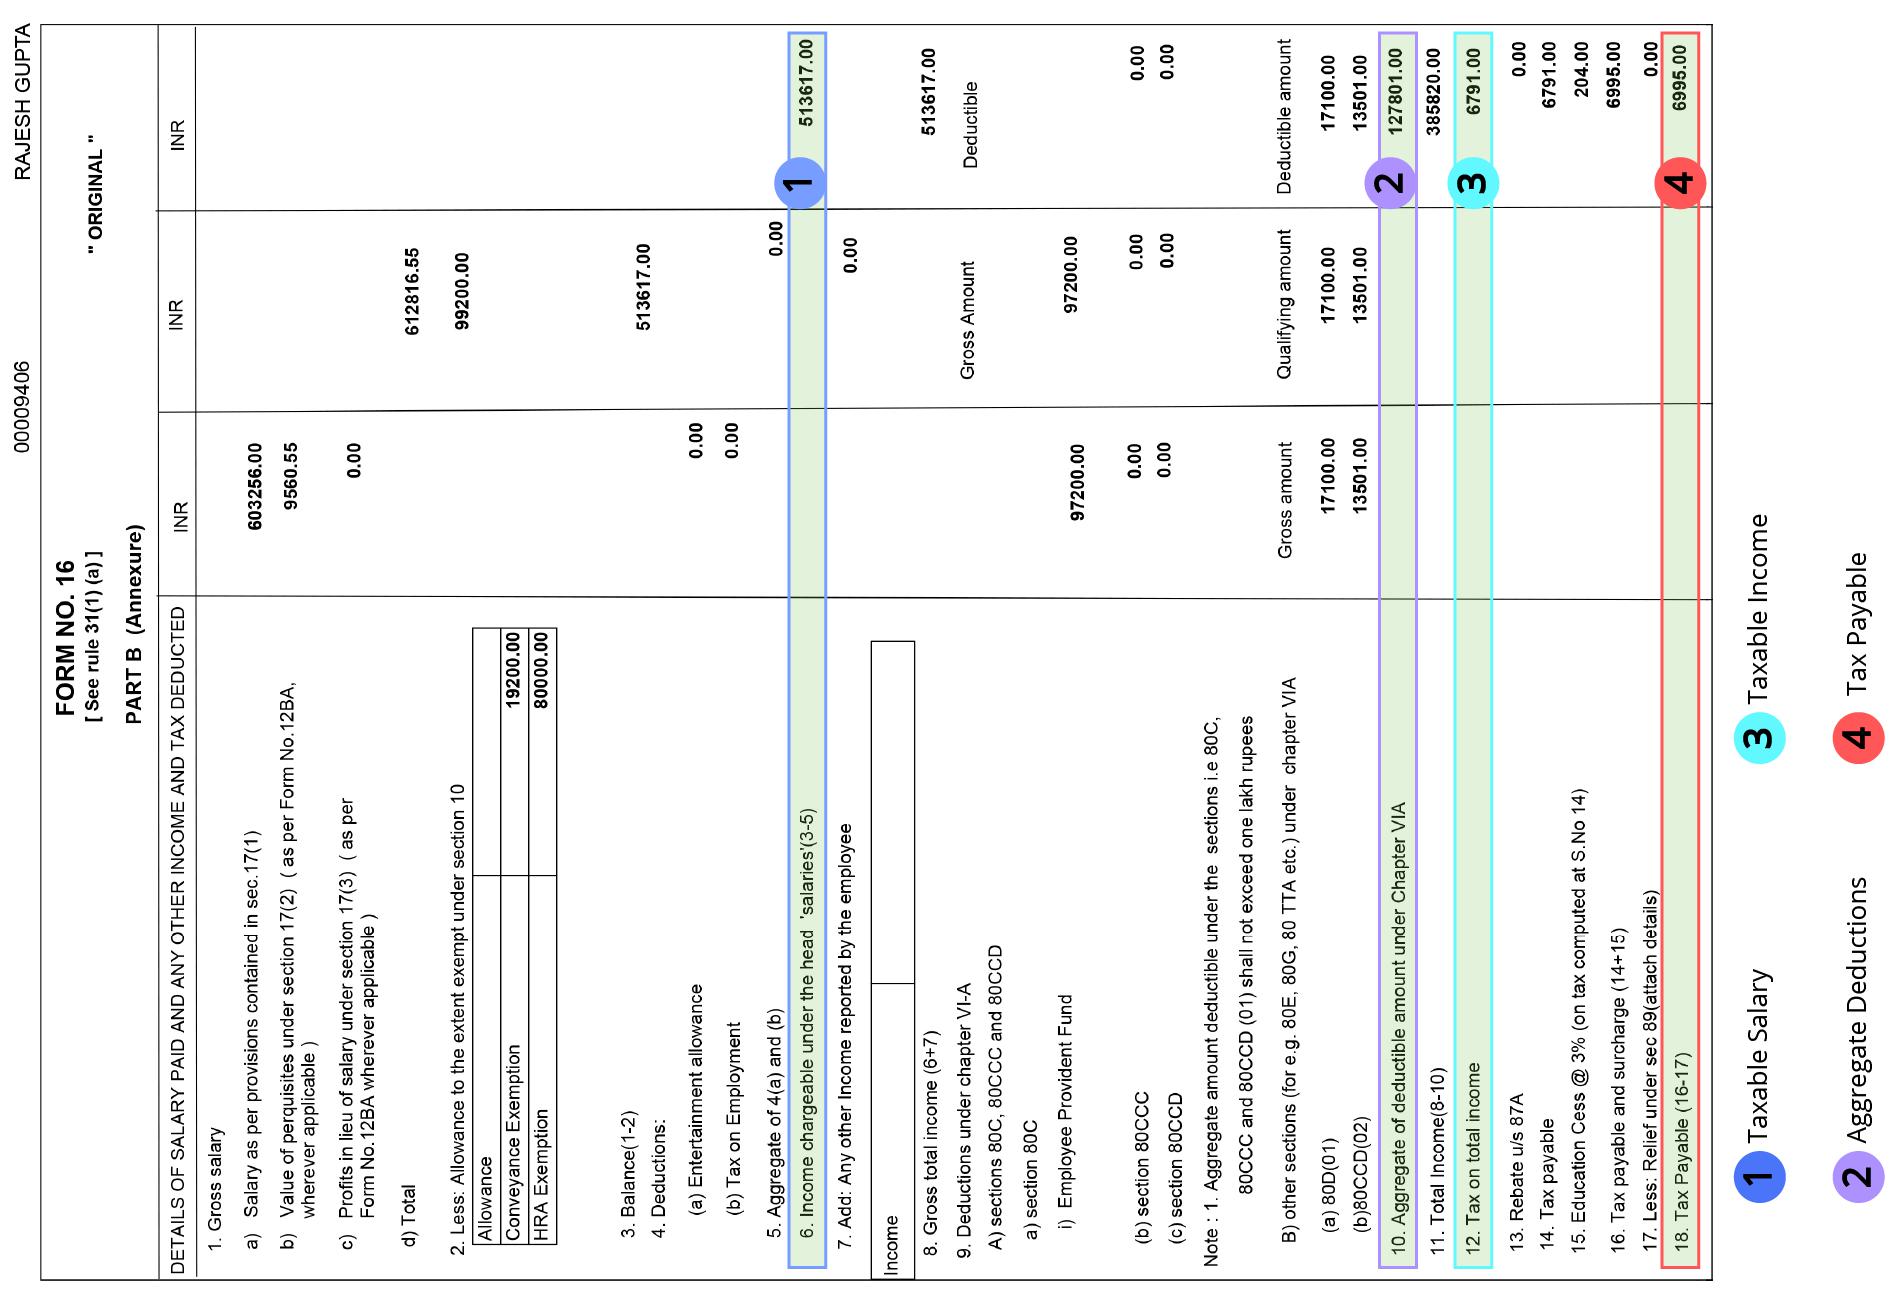 00009406 RAJESH GUPTA
FORM NO. 16
[ See rule 31(1) (a) ] " ORIGINAL "
PART B (Annexure)
DETAILS OF SALARY PAID AND ANY OTHER INCOME AND TAX DEDUCTED INR INR INR
1. Gross salary
a) Salary as per provisions contained in sec.17(1) 603256.00
b) Value of perquisites under section 17(2) ( as per Form No.12BA, 9560.55
wherever applicable )
c) Profits in lieu of salary under section 17(3) ( as per 0.00
Form No.12BA wherever applicable )
d) Total 612816.55
2. Less: Allowance to the extent exempt under section 10 99200.00
Allowance
Conveyance Exemption 19200.00
HRA Exemption 80000.00
3. Balance(1-2) 513617.00
4. Deductions:
(a) Entertainment allowance 0.00
(b) Tax on Employment 0.00
5. Aggregate of 4(a) and (b) 0.00
6. Income chargeable under the head 'salaries'(3-5) 1 513617.00
7. Add: Any other Income reported by the employee 0.00
Income
8. Gross total income (6+7) 513617.00
9. Deductions under chapter VI-A Gross Amount Deductible
A) sections 80C, 80CCC and 80CCD
a) section 80C
i) Employee Provident Fund 97200.00 97200.00
(b) section 80CCC 0.00 0.00 0.00
(c) section 80CCD 0.00 0.00 0.00
Note : 1. Aggregate amount deductible under the sections i.e 80C,
80CCC and 80CCD (01) shall not exceed one lakh rupees
B) other sections (for e.g. 80E, 80G, 80 TTA etc.) under chapter VIA Gross amount Qualifying amount Deductible amount
(a) 80D(01) 17100.00 17100.00 17100.00
(b)80CCD(02) 13501.00 13501.00 13501.00
10. Aggregate of deductible amount under Chapter VIA 2 127801.00
11. Total Income(8-10) 385820.00
12. Tax on total income 3 6791.00
13. Rebate u/s 87A 0.00
14. Tax payable 6791.00
15. Education Cess @ 3% (on tax computed at S.No 14) 204.00
16. Tax payable and surcharge (14+15) 6995.00
17. Less: Relief under sec 89(attach details) 0.00
18. Tax Payable (16-17) 4 6995.00
1 Taxable Salary 3 Taxable Income
2 Aggregate Deductions 4 Tax Payable